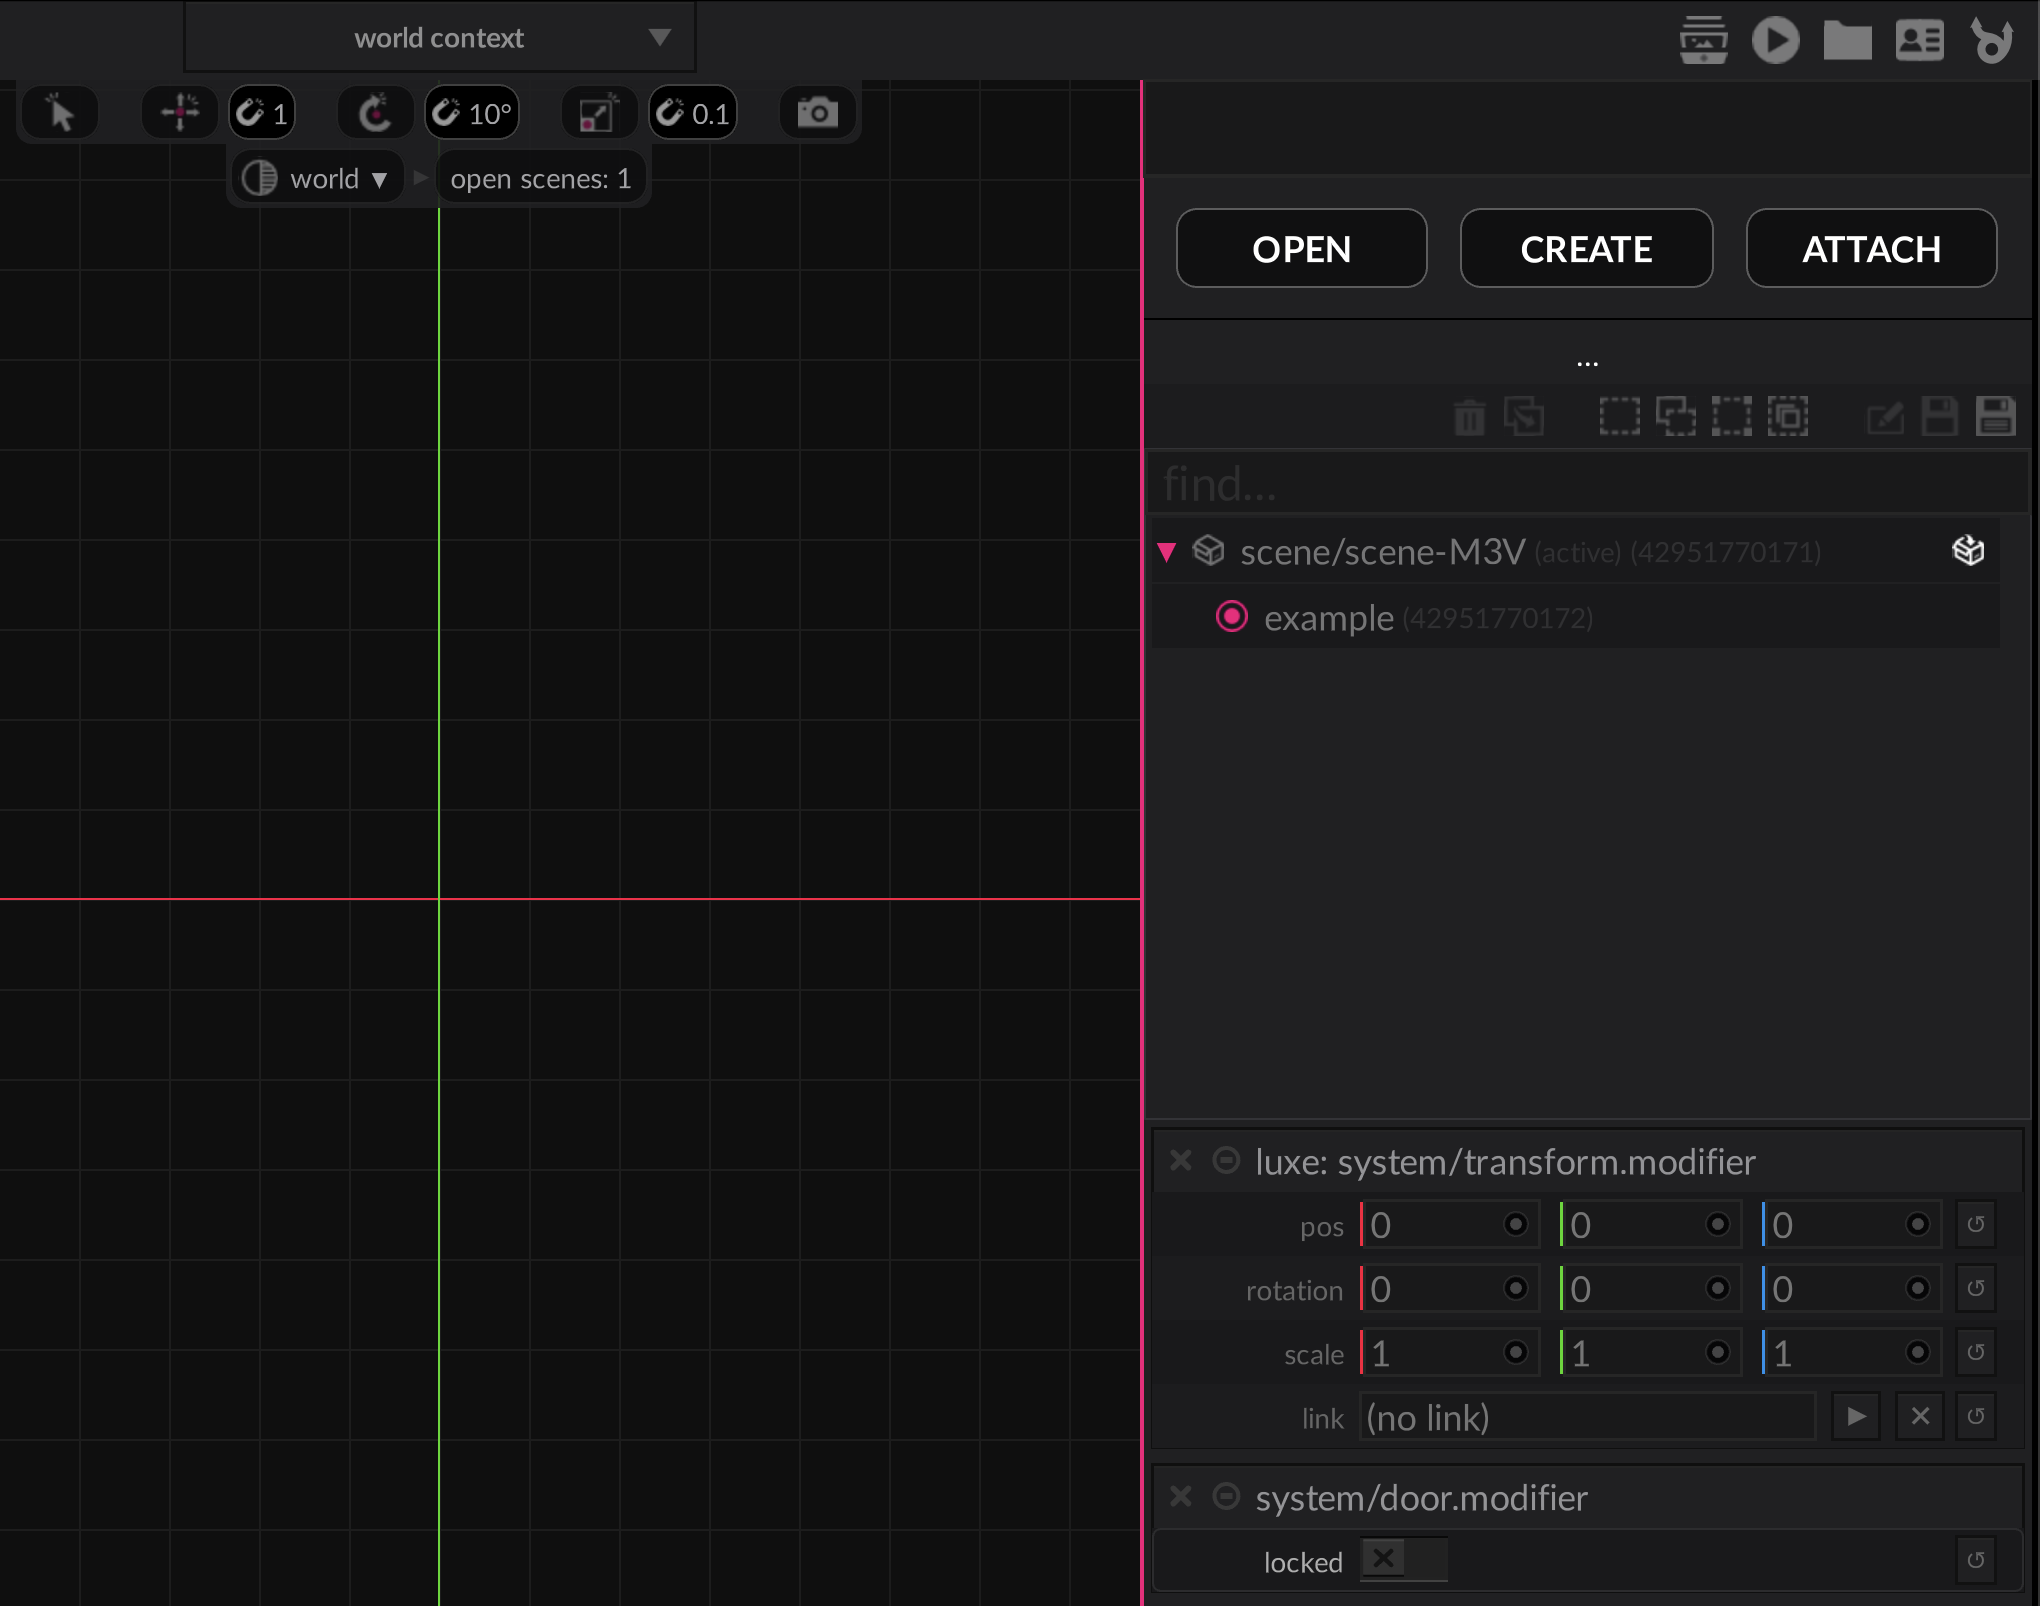 world context
1
10°
0.1
world ▼
open scenes: 1
OPEN
CREATE
ATTACH
...
find...
scene/scene-M3V (active) (42951770171)
example (42951770172)
luxe: system/transform.modifier
pos 0 0 0
rotation 0 0 0
scale 1 1 1
link (no link)
system/door.modifier
locked